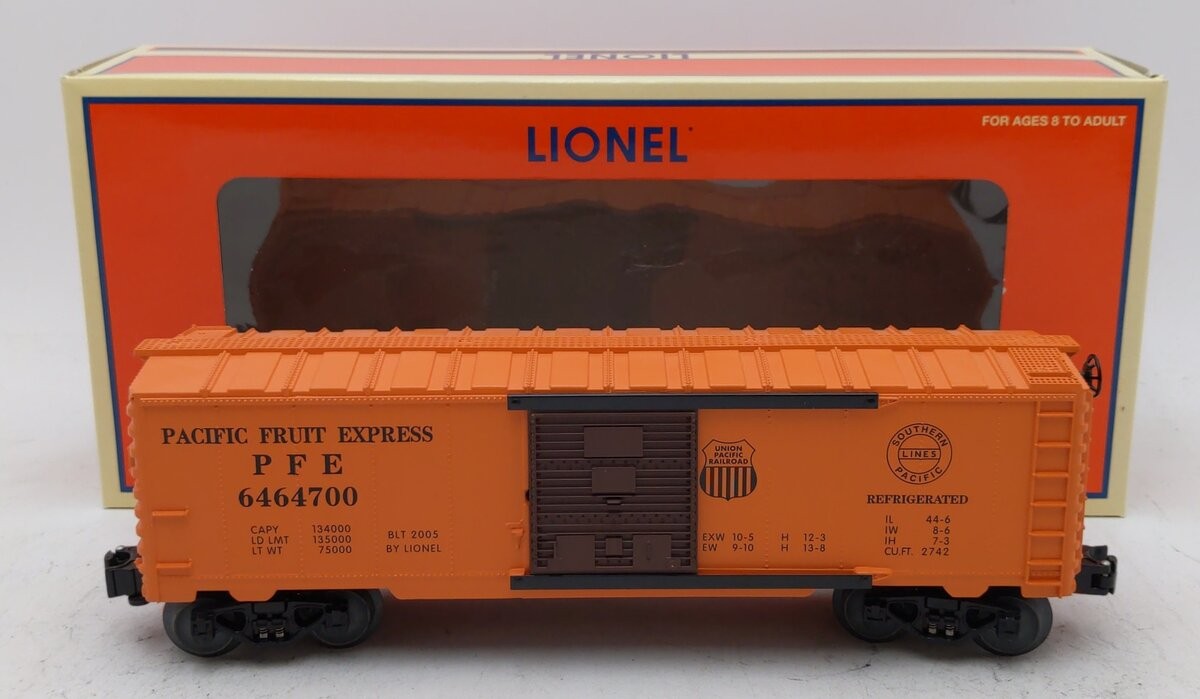 LIONEL
LIONEL
FOR AGES 8 TO ADULT
PACIFIC FRUIT EXPRESS
P F E
6464700
CAPY 134000
LD LMT 135000
LT WT 75000
BLT 2005
BY LIONEL
UNION
PACIFIC
RAILROAD
EXW 10-5 H 12-3
EW 9-10 H 13-8
SOUTHERN
LINES
PACIFIC
REFRIGERATED
IL 44-6
IW 8-6
IH 7-3
CU.FT. 2742